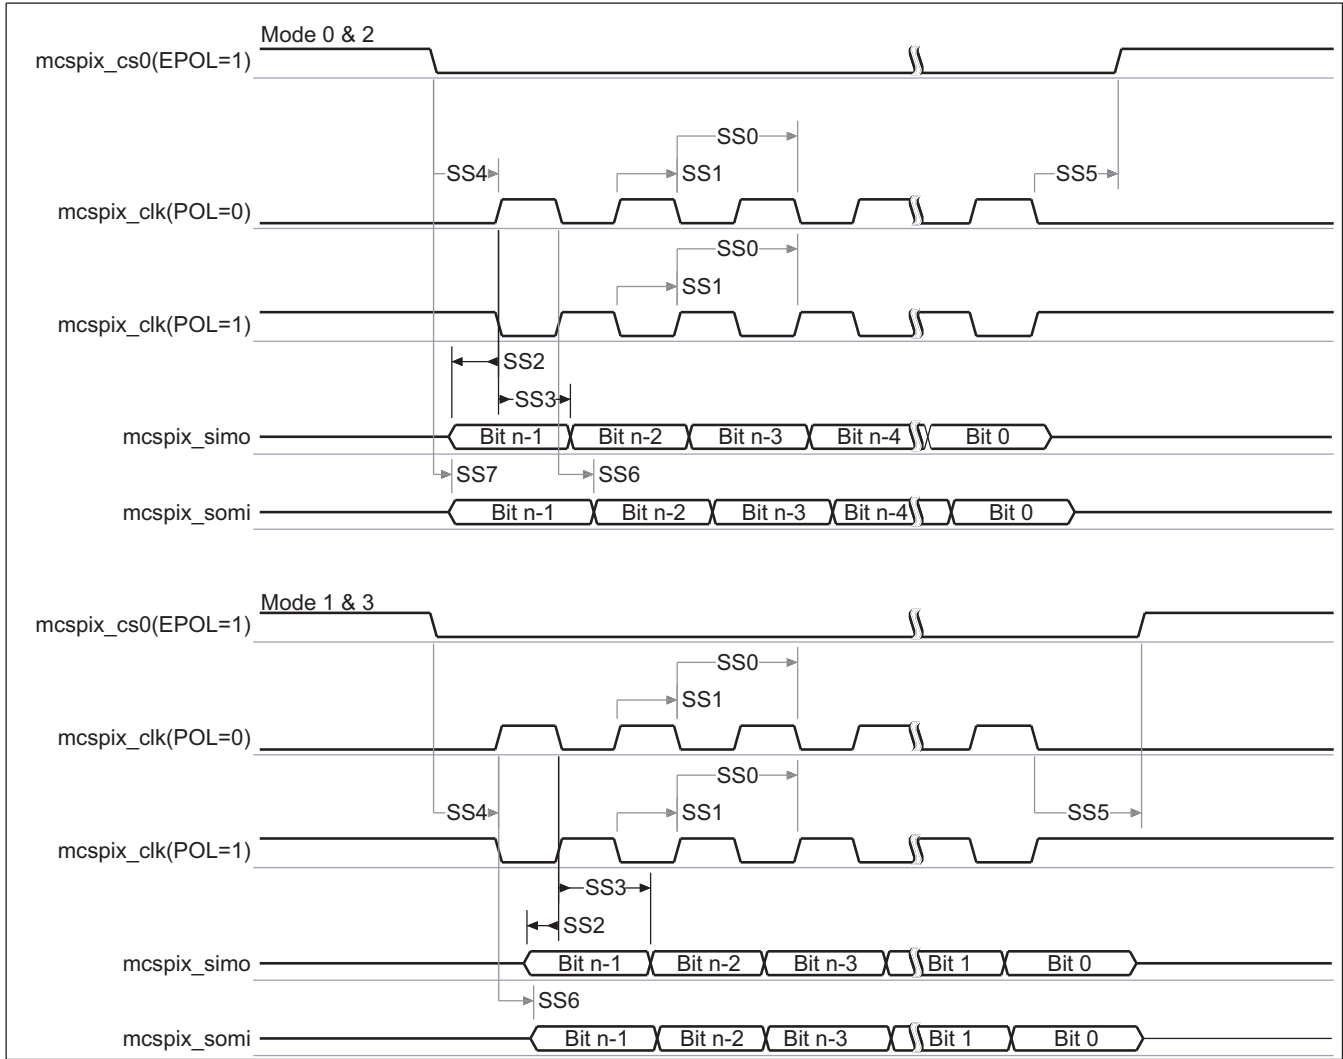 Mode 0 & 2
mcspix_cs0(EPOL=1)
SS0
SS4
SS1
SS5
mcspix_clk(POL=0)
SS0
SS1
mcspix_clk(POL=1)
SS2
SS3
mcspix_simo Bit n-1 Bit n-2 Bit n-3 Bit n-4 Bit 0
SS7 SS6
mcspix_somi Bit n-1 Bit n-2 Bit n-3 Bit n-4 Bit 0
Mode 1 & 3
mcspix_cs0(EPOL=1)
SS0
SS1
mcspix_clk(POL=0)
SS0
SS4 SS1 SS5
mcspix_clk(POL=1)
SS3
SS2
mcspix_simo Bit n-1 Bit n-2 Bit n-3 Bit 1 Bit 0
SS6
mcspix_somi Bit n-1 Bit n-2 Bit n-3 Bit 1 Bit 0